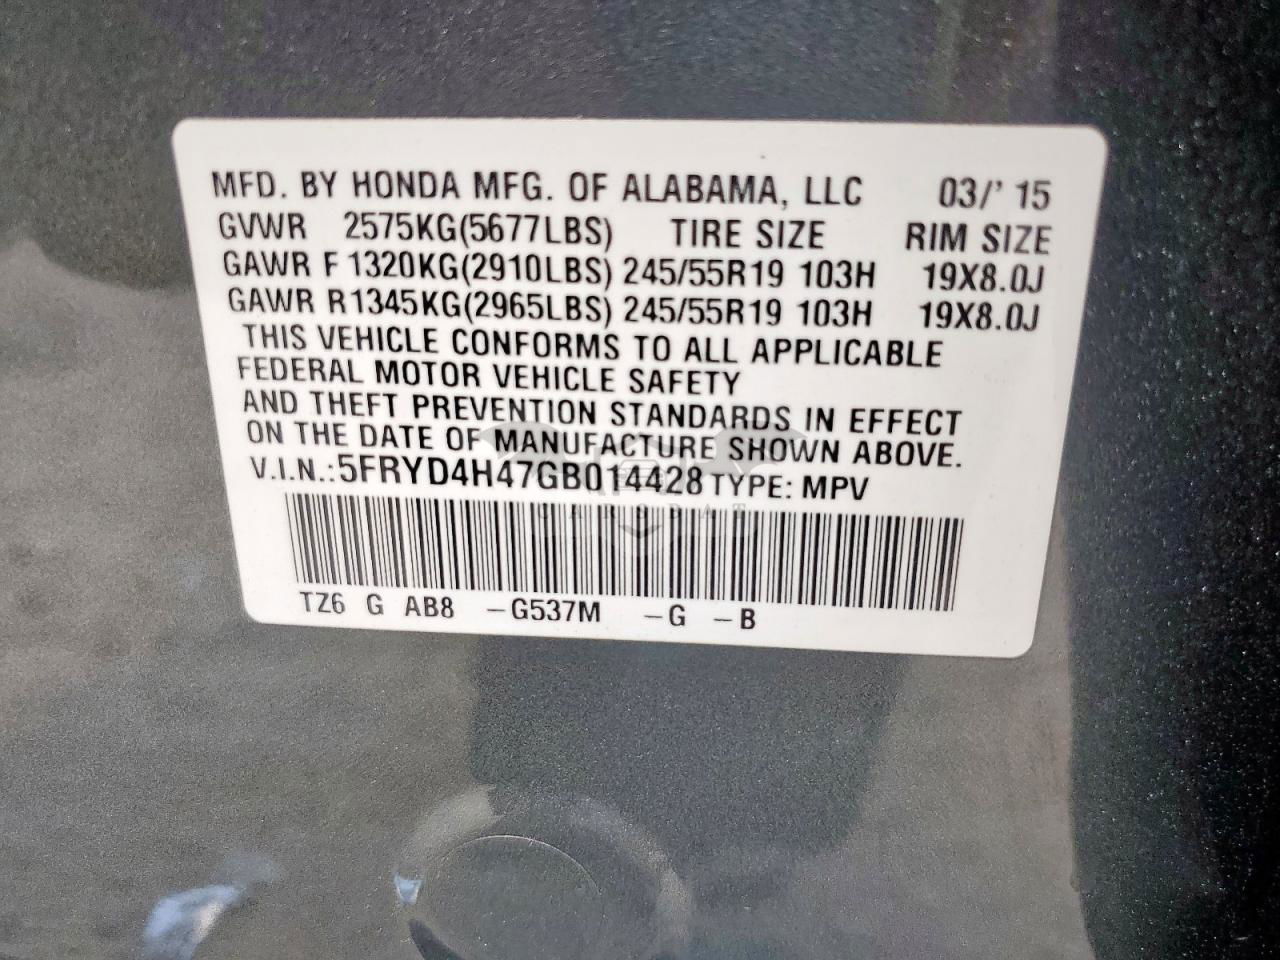 MFD. BY HONDA MFG. OF ALABAMA, LLC 03/' 15
GVWR 2575KG(5677LBS) TIRE SIZE RIM SIZE
GAWR F 1320KG(2910LBS) 245/55R19 103H 19X8.0J
GAWR R1345KG(2965LBS) 245/55R19 103H 19X8.0J
THIS VEHICLE CONFORMS TO ALL APPLICABLE
FEDERAL MOTOR VEHICLE SAFETY
AND THEFT PREVENTION STANDARDS IN EFFECT
ON THE DATE OF MANUFACTURE SHOWN ABOVE.
V.I.N.: 5FRYD4H47GB014428 TYPE: MPV
CARSBAT
TZ6 G AB8 -G537M -G -B